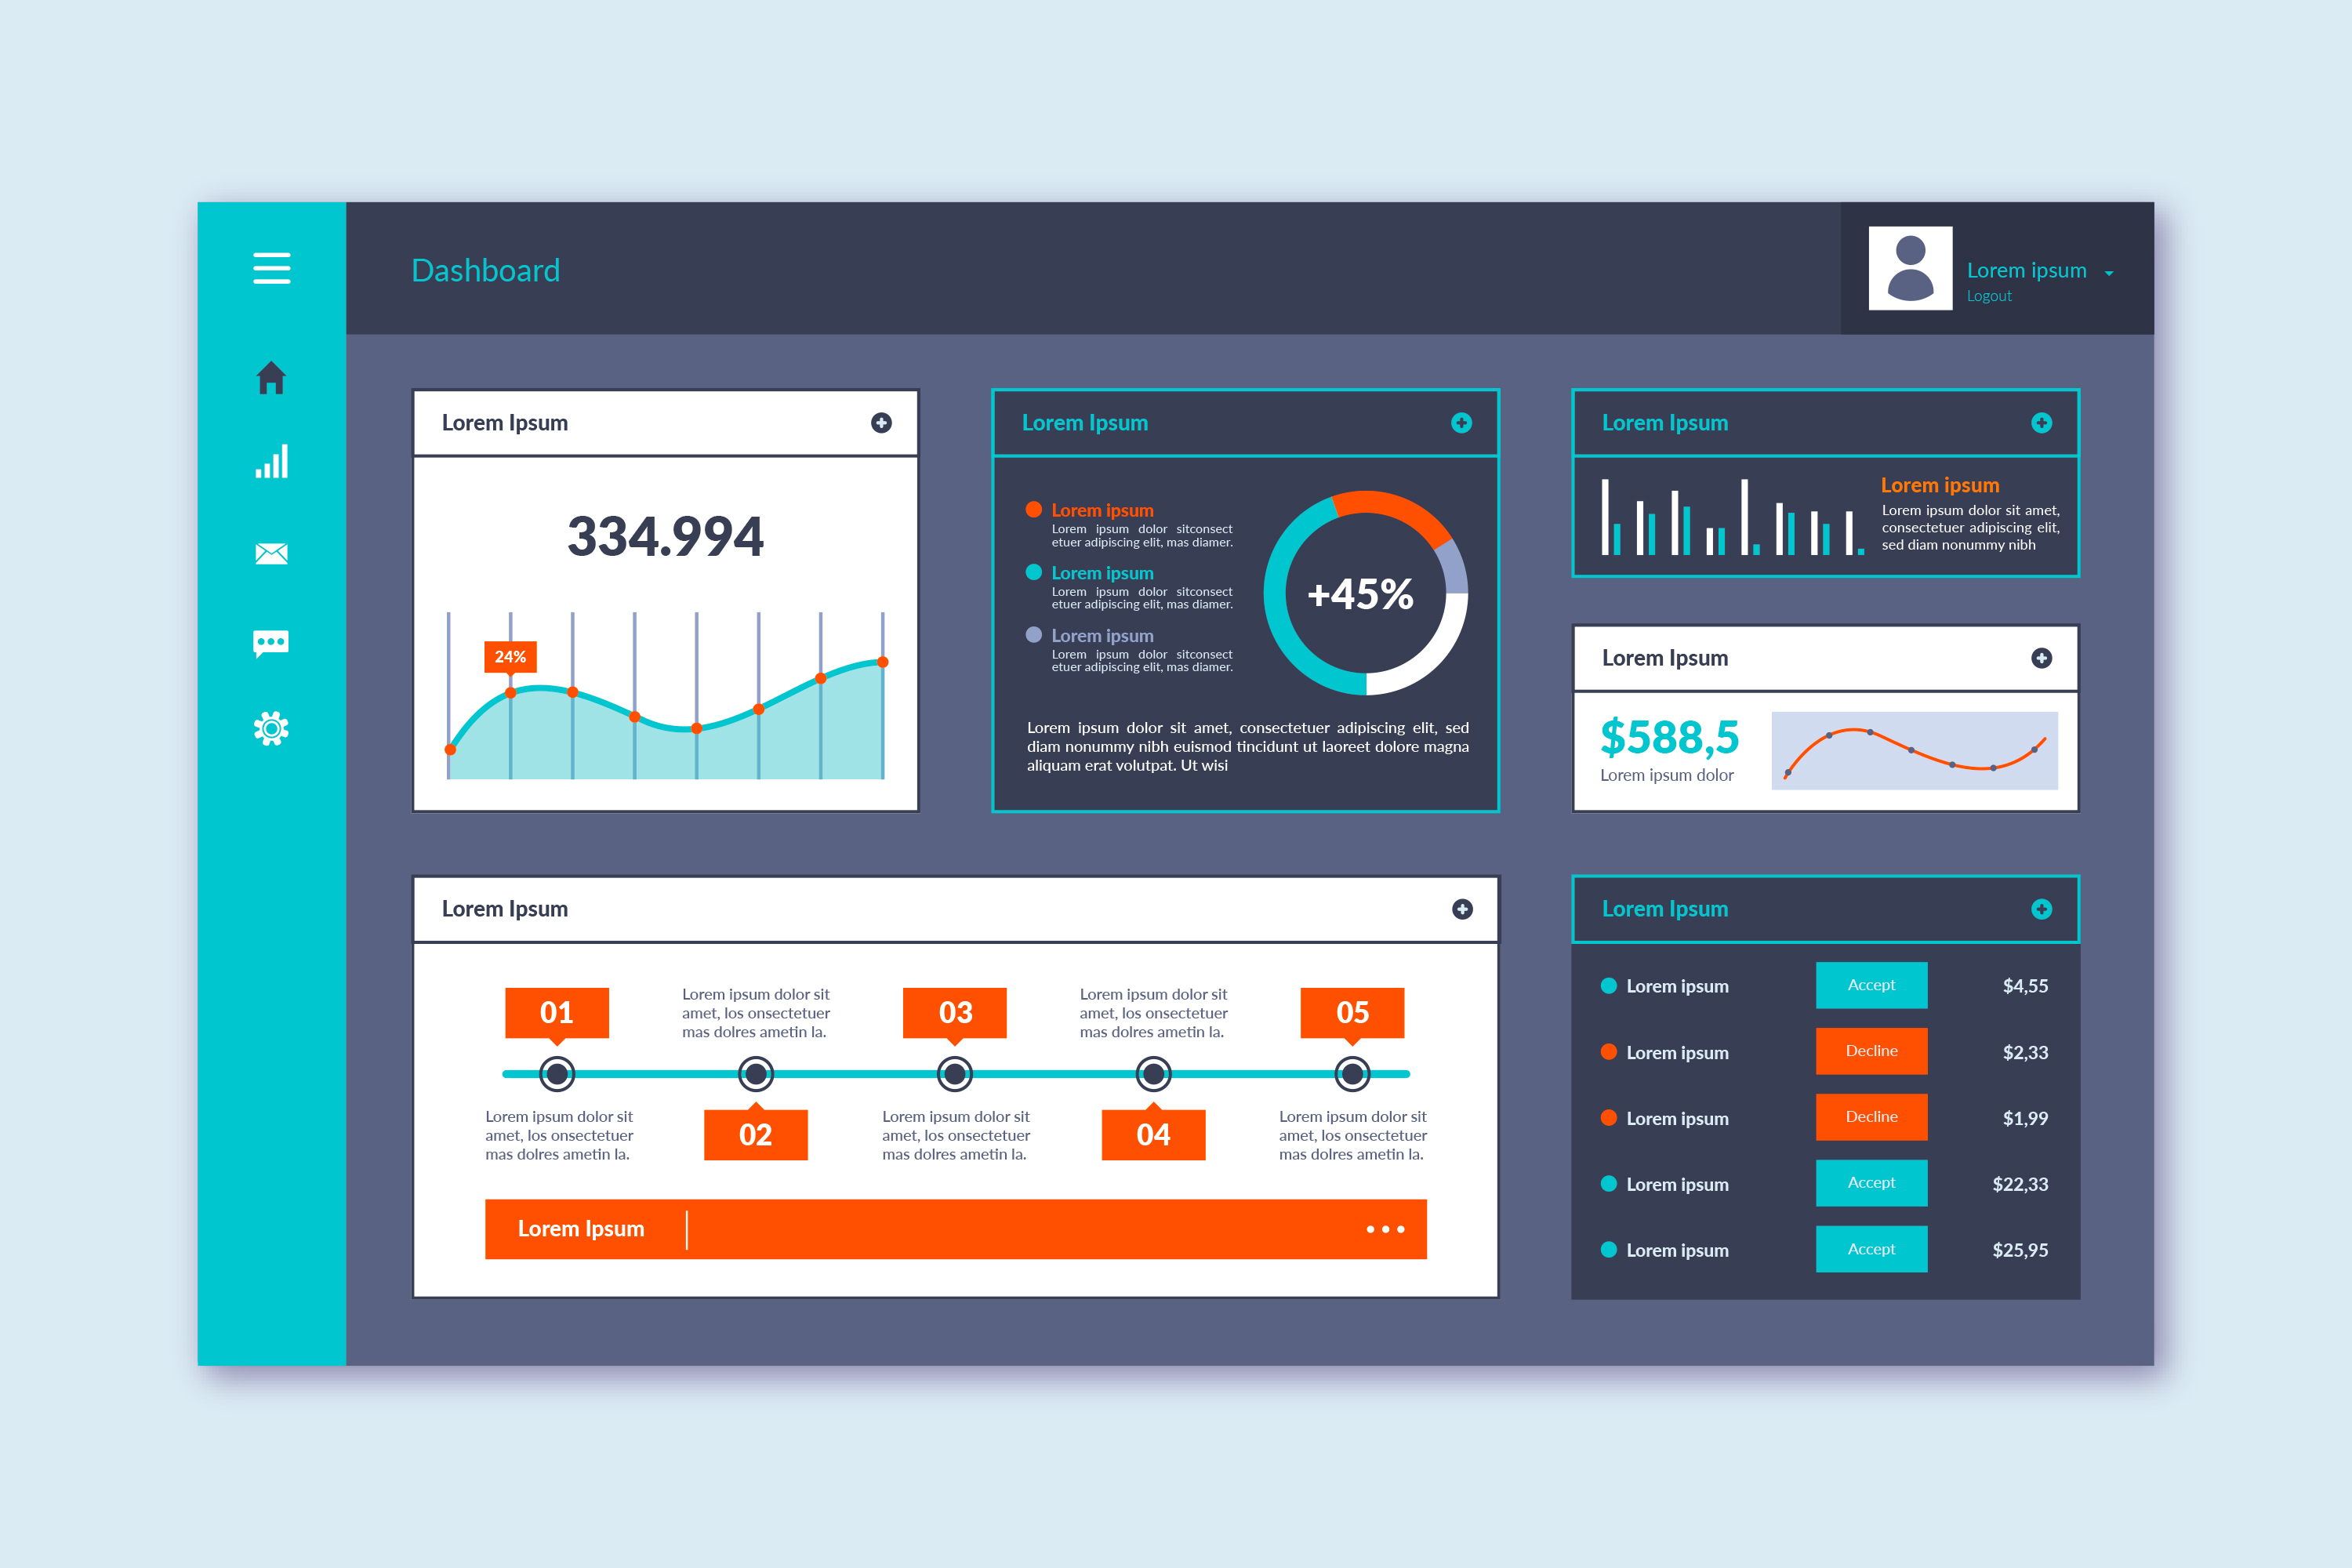 Dashboard
Lorem ipsum
Logout
Lorem Ipsum
334.994
24%
Lorem Ipsum
Lorem ipsum
Lorem ipsum dolor sitconsect
etuer adipiscing elit, mas diamer.
Lorem ipsum
Lorem ipsum dolor sitconsect
etuer adipiscing elit, mas diamer.
Lorem ipsum
Lorem ipsum dolor sitconsect
etuer adipiscing elit, mas diamer.
+45%
Lorem ipsum dolor sit amet, consectetuer adipiscing elit, sed
diam nonummy nibh euismod tincidunt ut laoreet dolore magna
aliquam erat volutpat. Ut wisi
Lorem Ipsum
Lorem ipsum
Lorem ipsum dolor sit amet,
consectetuer adipiscing elit,
sed diam nonummy nibh
Lorem Ipsum
$588,5
Lorem ipsum dolor
Lorem Ipsum
01
Lorem ipsum dolor sit
amet, los onsectetuer
mas dolres ametin la.
02
Lorem ipsum dolor sit
amet, los onsectetuer
mas dolres ametin la.
03
Lorem ipsum dolor sit
amet, los onsectetuer
mas dolres ametin la.
04
Lorem ipsum dolor sit
amet, los onsectetuer
mas dolres ametin la.
05
Lorem ipsum dolor sit
amet, los onsectetuer
mas dolres ametin la.
Lorem Ipsum
Lorem Ipsum
Lorem ipsum Accept $4,55
Lorem ipsum Decline $2,33
Lorem ipsum Decline $1,99
Lorem ipsum Accept $22,33
Lorem ipsum Accept $25,95